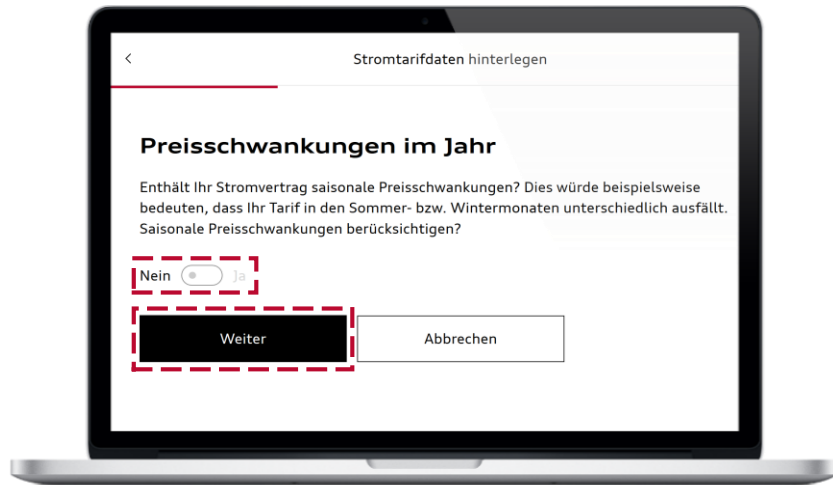 Stromtarifdaten hinterlegen
Preisschwankungen im Jahr
Enthält Ihr Stromvertrag saisonale Preisschwankungen? Dies würde beispielsweise
bedeuten, dass Ihr Tarif in den Sommer- bzw. Wintermonaten unterschiedlich ausfällt.
Saisonale Preisschwankungen berücksichtigen?
Nein Ja
Weiter Abbrechen